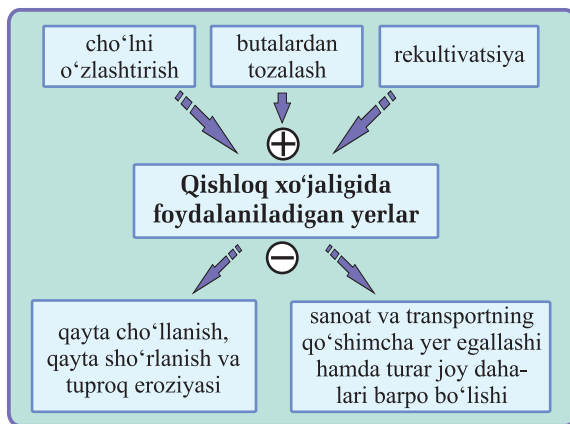 cho‘lni
o‘zlashtirish
butalardan
tozalash
rekultivatsiya
+
Qishloq xo‘jaligida
foydalaniladigan yerlar
−
qayta cho‘llanish,
qayta sho‘rlanish va
tuproq eroziyasi
sanoat va transportning
qo‘shimcha yer egallashi
hamda turar joy daha-
lari barpo bo‘lishi